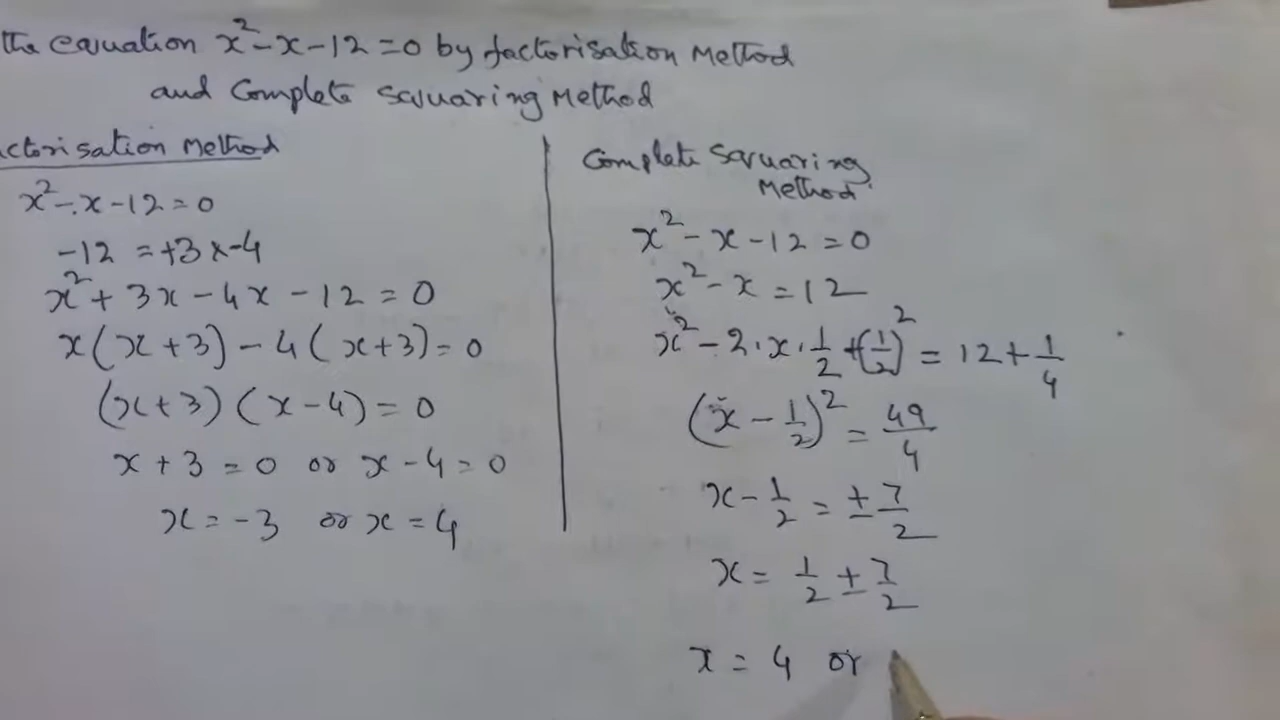 the equation x² - x - 12 = 0 by factorisation Method
and Complete Squaring Method
ctorisation Method
x² - x - 12 = 0
-12 = +3 × -4
x² + 3x - 4x - 12 = 0
x(x + 3) - 4(x + 3) = 0
(x + 3)(x - 4) = 0
x + 3 = 0 or x - 4 = 0
x = -3 or x = 4
Complete Squaring
Method
x² - x - 12 = 0
x² - x = 12
x² - 2·x·1/2 + (1/2)² = 12 + 1/4
(x - 1/2)² = 49/4
x - 1/2 = ± 7/2
x = 1/2 ± 7/2
x = 4 or